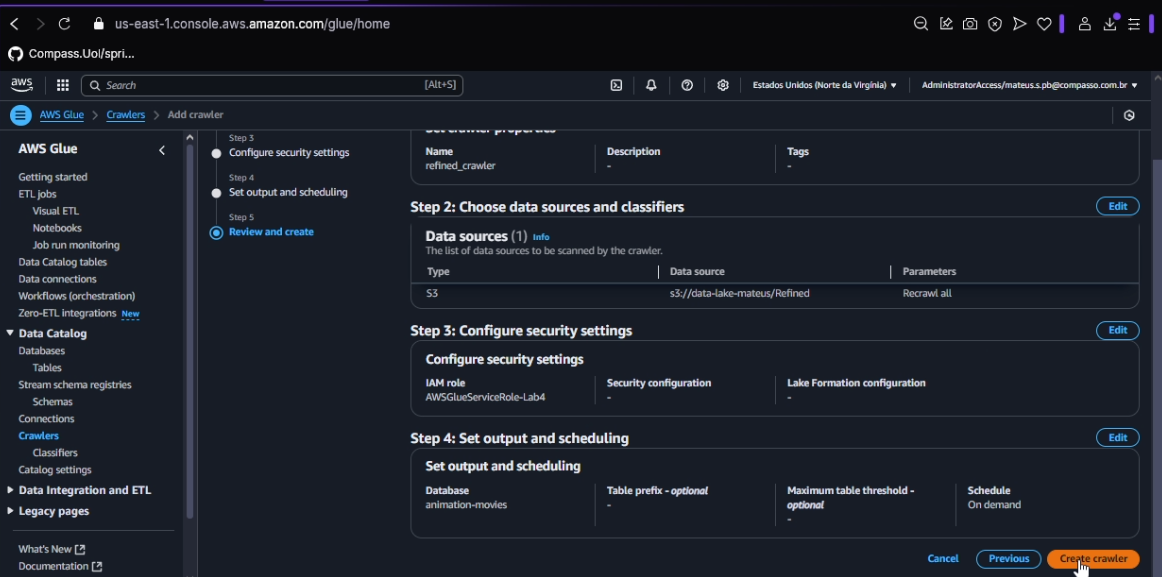 us-east-1.console.aws.amazon.com/glue/home
Compass.Uol/spri...
aws
Search
[Alt+S]
Estados Unidos (Norte da Virgínia)
AdministratorAccess/mateus.s.pb@compasso.com.br
AWS Glue > Crawlers > Add crawler
AWS Glue
Getting started
ETL jobs
Visual ETL
Notebooks
Job run monitoring
Data Catalog tables
Data connections
Workflows (orchestration)
Zero-ETL integrations New
Data Catalog
Databases
Tables
Stream schema registries
Schemas
Connections
Crawlers
Classifiers
Catalog settings
Data Integration and ETL
Legacy pages
What's New
Documentation
Step 3
Configure security settings
Step 4
Set output and scheduling
Step 5
Review and create
Set crawler properties
Name
refined_crawler
Description
-
Tags
-
Step 2: Choose data sources and classifiers
Edit
Data sources (1) Info
The list of data sources to be scanned by the crawler.
Type
Data source
Parameters
S3
s3://data-lake-mateus/Refined
Recrawl all
Step 3: Configure security settings
Edit
Configure security settings
IAM role
AWSGlueServiceRole-Lab4
Security configuration
-
Lake Formation configuration
-
Step 4: Set output and scheduling
Edit
Set output and scheduling
Database
animation-movies
Table prefix - optional
-
Maximum table threshold -
optional
-
Schedule
On demand
Cancel
Previous
Create crawler